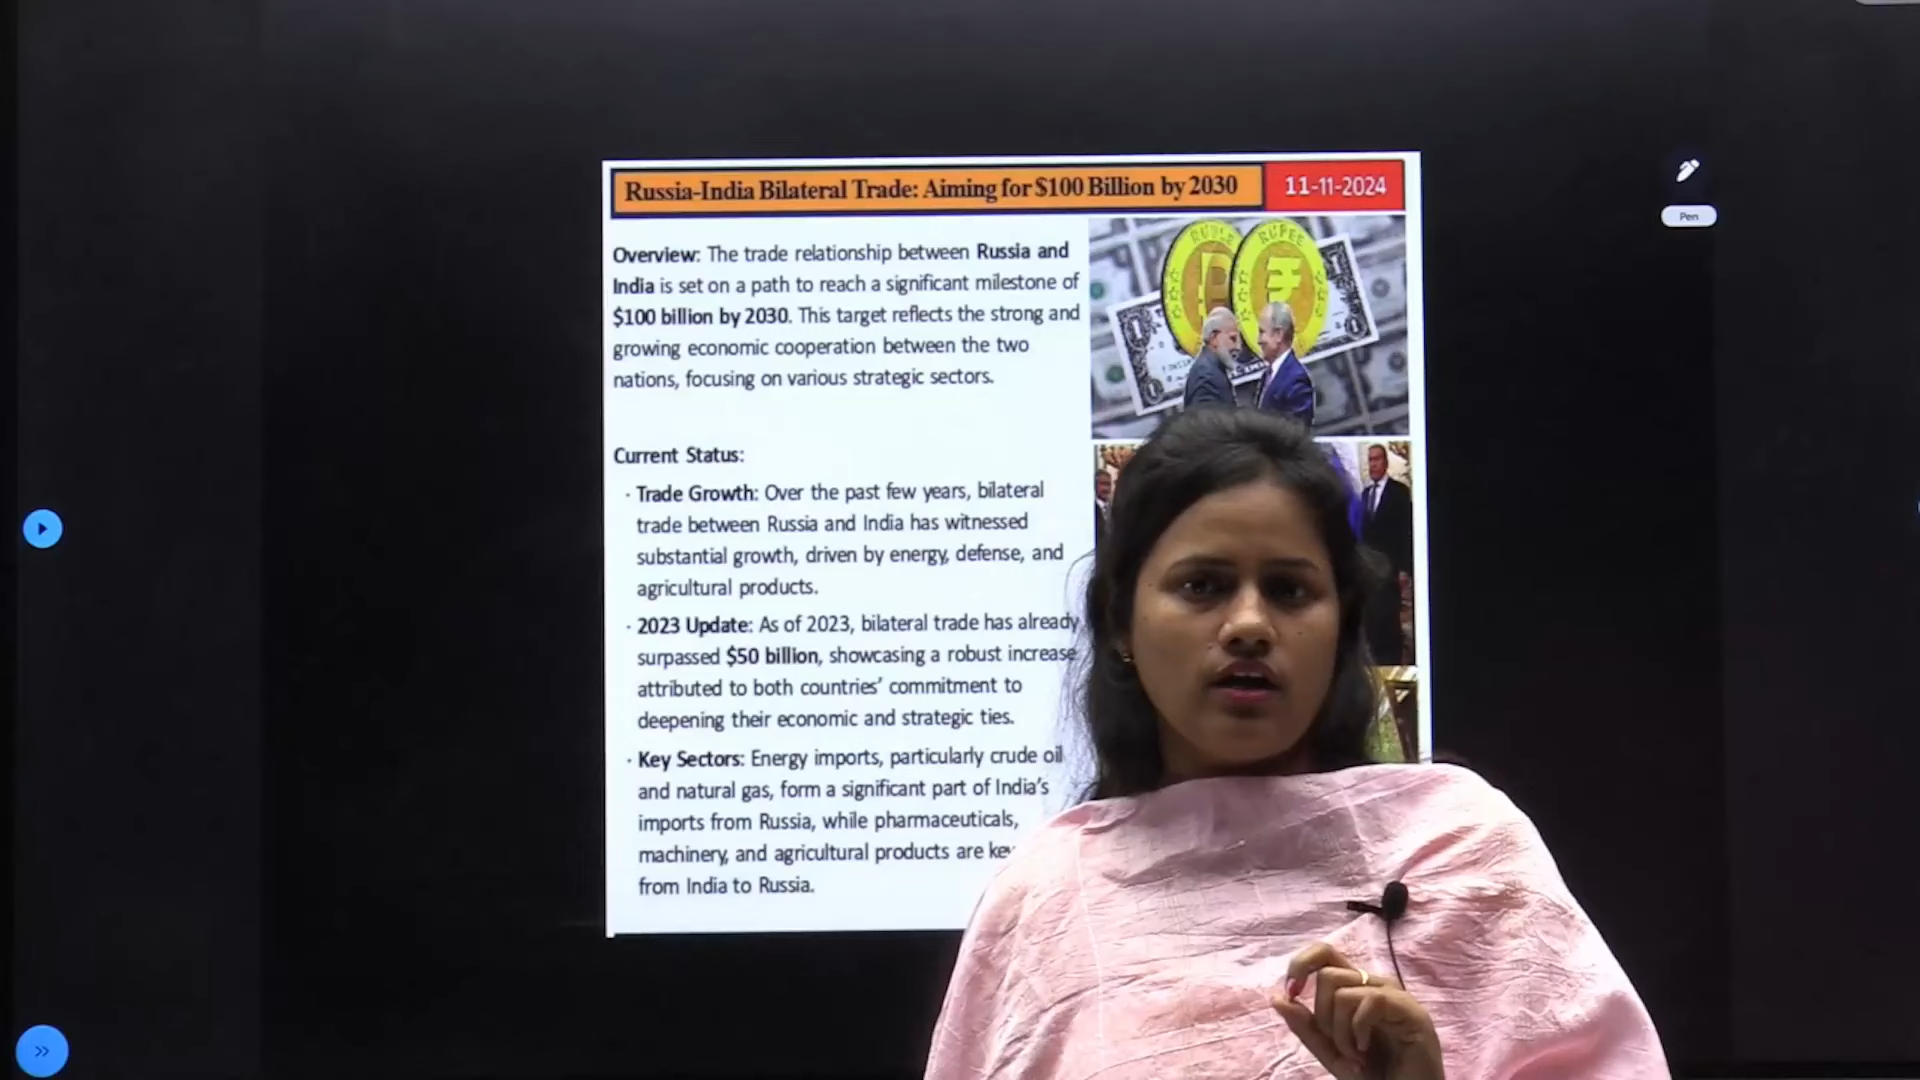 Russia-India Bilateral Trade: Aiming for $100 Billion by 2030
11-11-2024
Pen
Overview: The trade relationship between Russia and
India is set on a path to reach a significant milestone of
$100 billion by 2030. This target reflects the strong and
growing economic cooperation between the two
nations, focusing on various strategic sectors.
RUBLE
RUPEE
₹
1
1
Current Status:
· Trade Growth: Over the past few years, bilateral
trade between Russia and India has witnessed
substantial growth, driven by energy, defense, and
agricultural products.
· 2023 Update: As of 2023, bilateral trade has already
surpassed $50 billion, showcasing a robust increase
attributed to both countries’ commitment to
deepening their economic and strategic ties.
· Key Sectors: Energy imports, particularly crude oil
and natural gas, form a significant part of India’s
imports from Russia, while pharmaceuticals,
machinery, and agricultural products are key
from India to Russia.